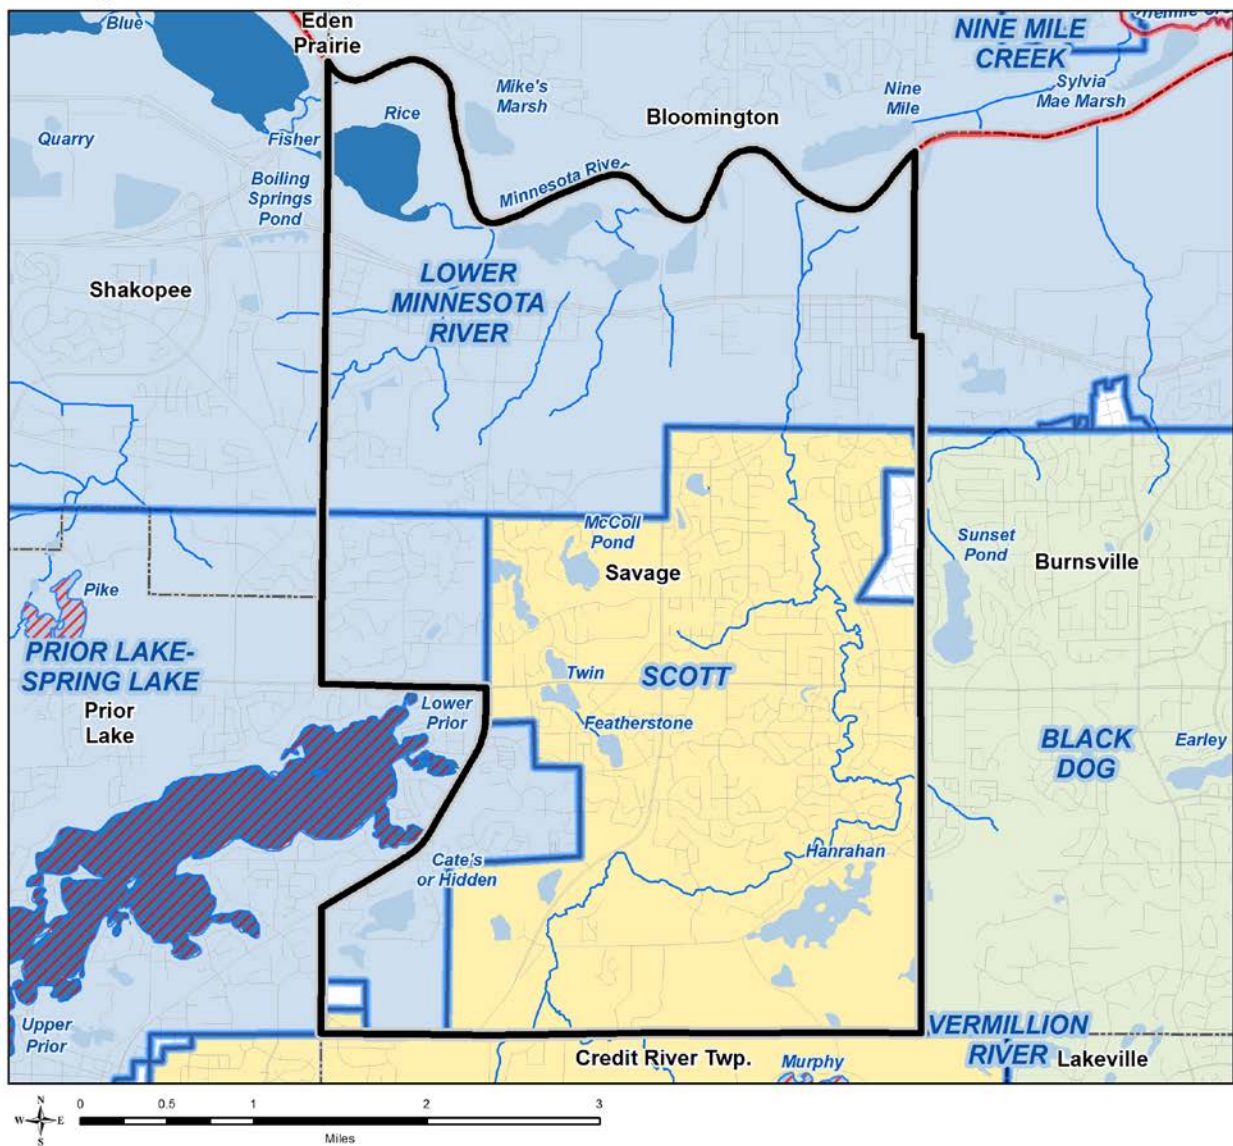 Blue
Eden
Prairie
NINE MILE
CREEK
Mike's
Marsh
Nine
Mile
Sylvia
Mae Marsh
Rice
Bloomington
Quarry
Fisher
Minnesota River
Boiling
Springs
Pond
LOWER
MINNESOTA
RIVER
Shakopee
McColl
Pond
Sunset
Pond
Savage
Burnsville
Pike
PRIOR LAKE-
SPRING LAKE
Prior
Lake
Twin
SCOTT
Lower
Prior
Featherstone
BLACK
DOG
Earley
Cate's
or Hidden
Hanrahan
Upper
Prior
VERMILLION
RIVER
Lakeville
Credit River Twp.
Murphy
N
W E
S
0 0.5 1 2 3
Miles